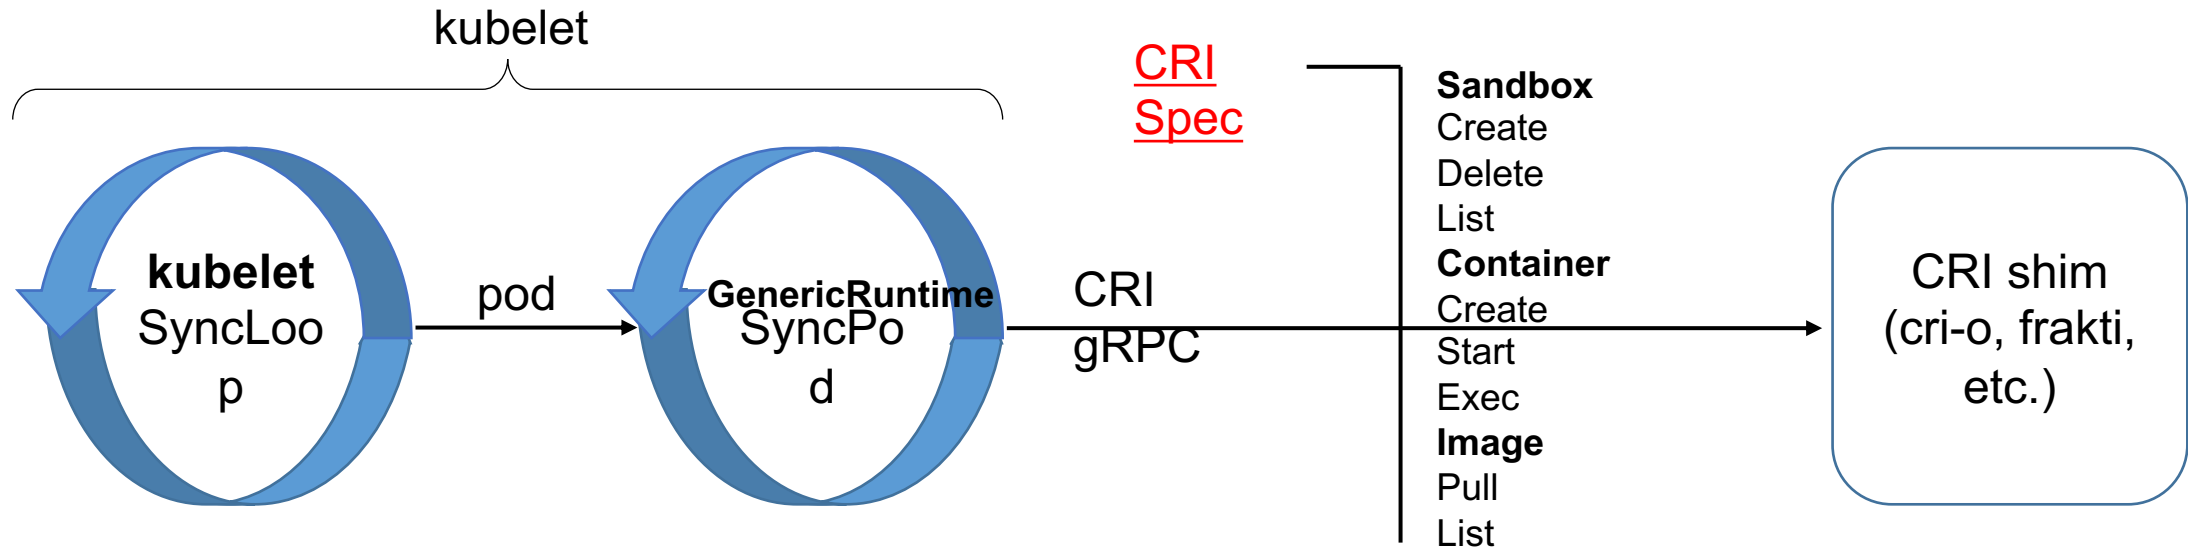 kubelet
kubelet
SyncLoo
p
pod
GenericRuntime
SyncPo
d
CRI
Spec
CRI
gRPC
Sandbox
Create
Delete
List
Container
Create
Start
Exec
Image
Pull
List
CRI shim
(cri-o, frakti,
etc.)